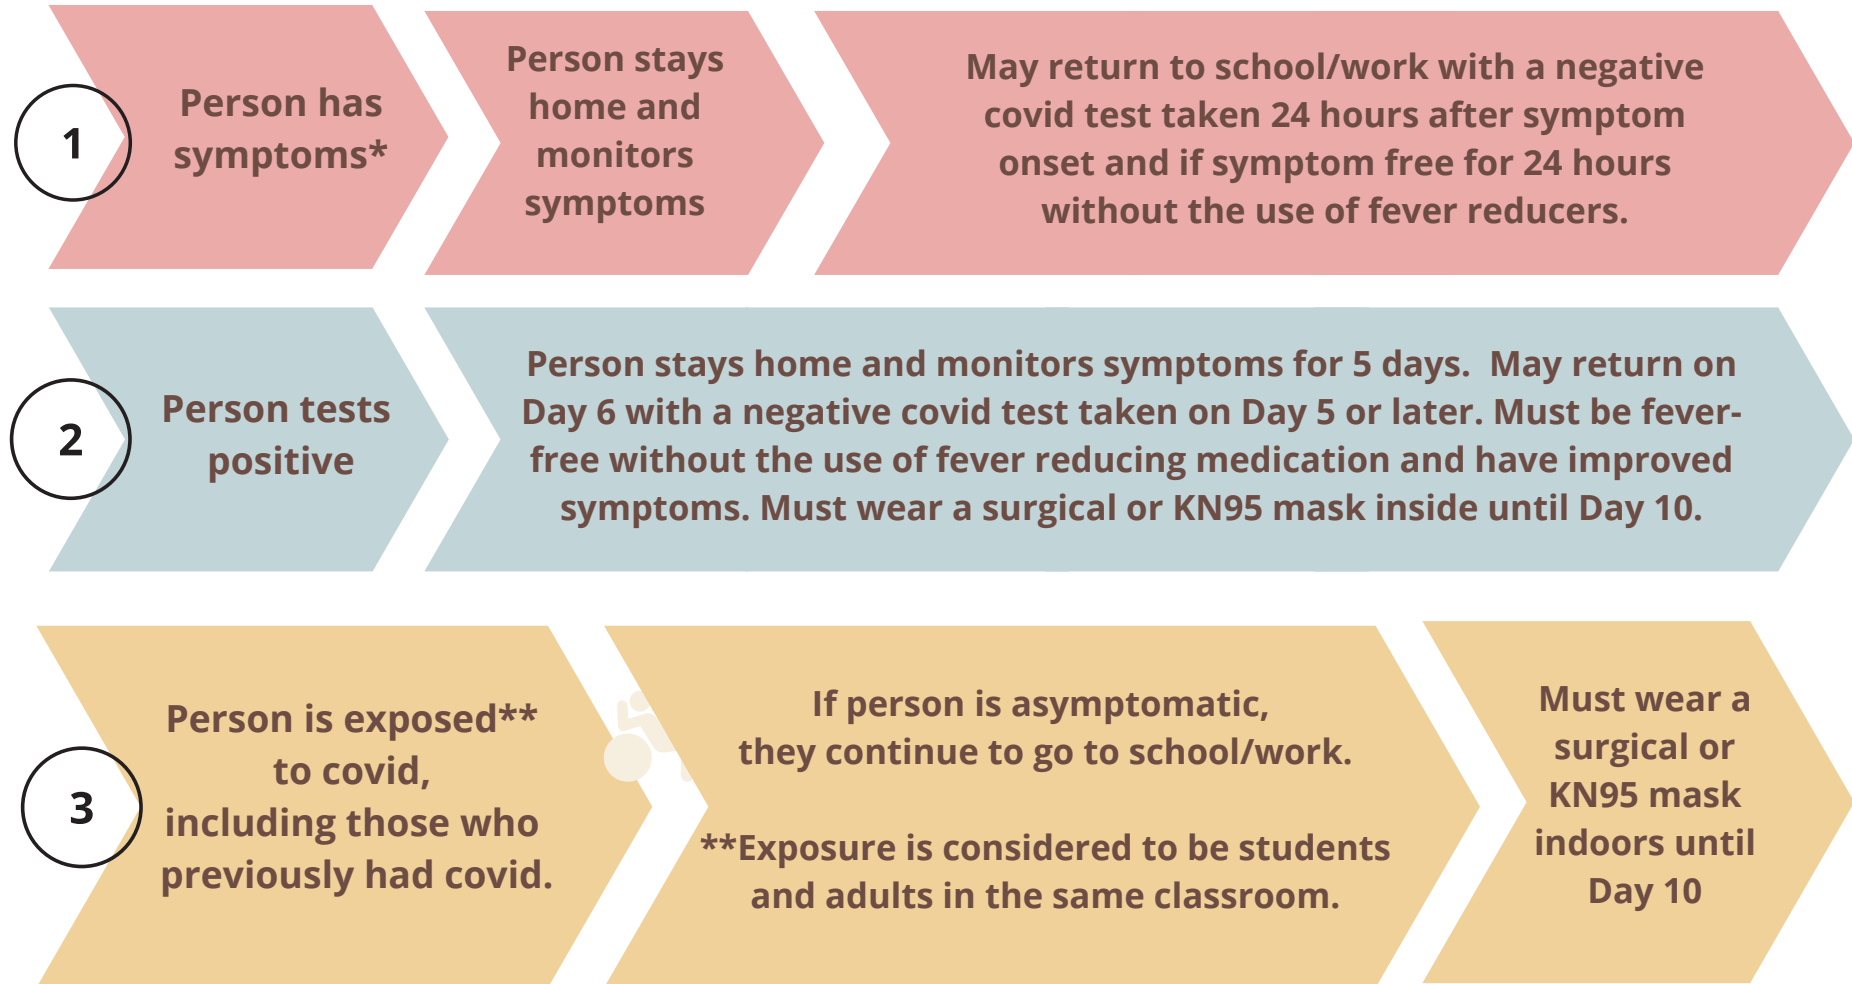 1
Person has
symptoms*
Person stays
home and
monitors
symptoms
May return to school/work with a negative
covid test taken 24 hours after symptom
onset and if symptom free for 24 hours
without the use of fever reducers.
2
Person tests
positive
Person stays home and monitors symptoms for 5 days.  May return on
Day 6 with a negative covid test taken on Day 5 or later. Must be fever-
free without the use of fever reducing medication and have improved
symptoms. Must wear a surgical or KN95 mask inside until Day 10.
3
Person is exposed**
to covid,
including those who
previously had covid.
If person is asymptomatic,
they continue to go to school/work.
**Exposure is considered to be students
and adults in the same classroom.
Must wear a
surgical or
KN95 mask
indoors until
Day 10